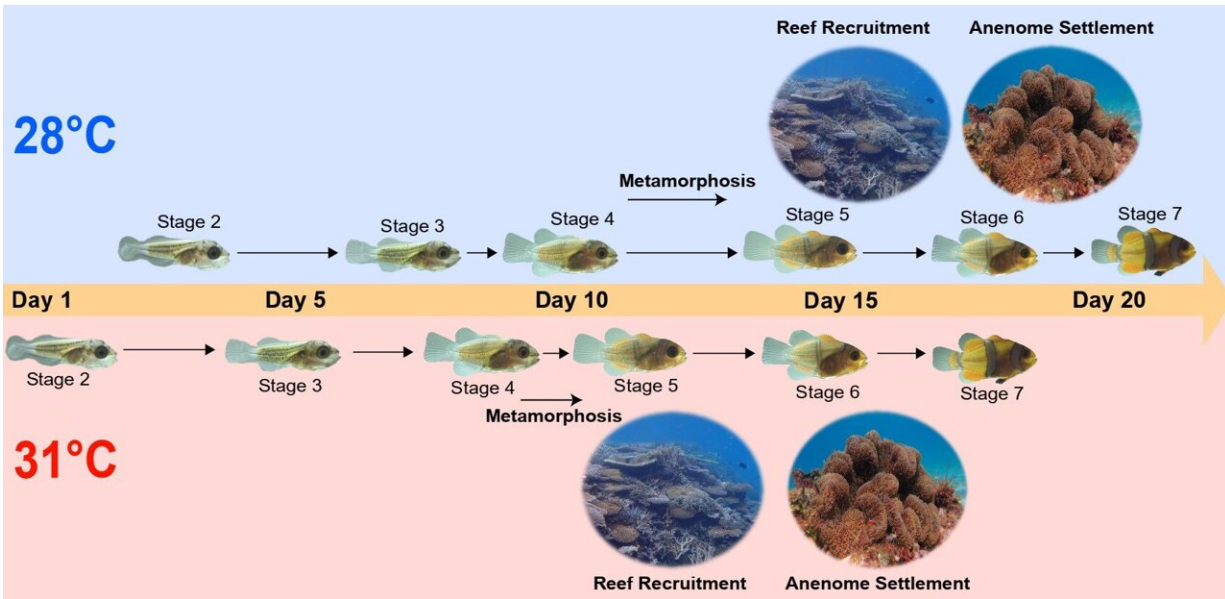 Reef Recruitment Anenome Settlement
28°C
Metamorphosis
Stage 2 Stage 3 Stage 4 Stage 5 Stage 6 Stage 7
Day 1 Day 5 Day 10 Day 15 Day 20
Stage 2 Stage 3 Stage 4 Stage 5 Stage 6 Stage 7
Metamorphosis
31°C
Reef Recruitment Anenome Settlement